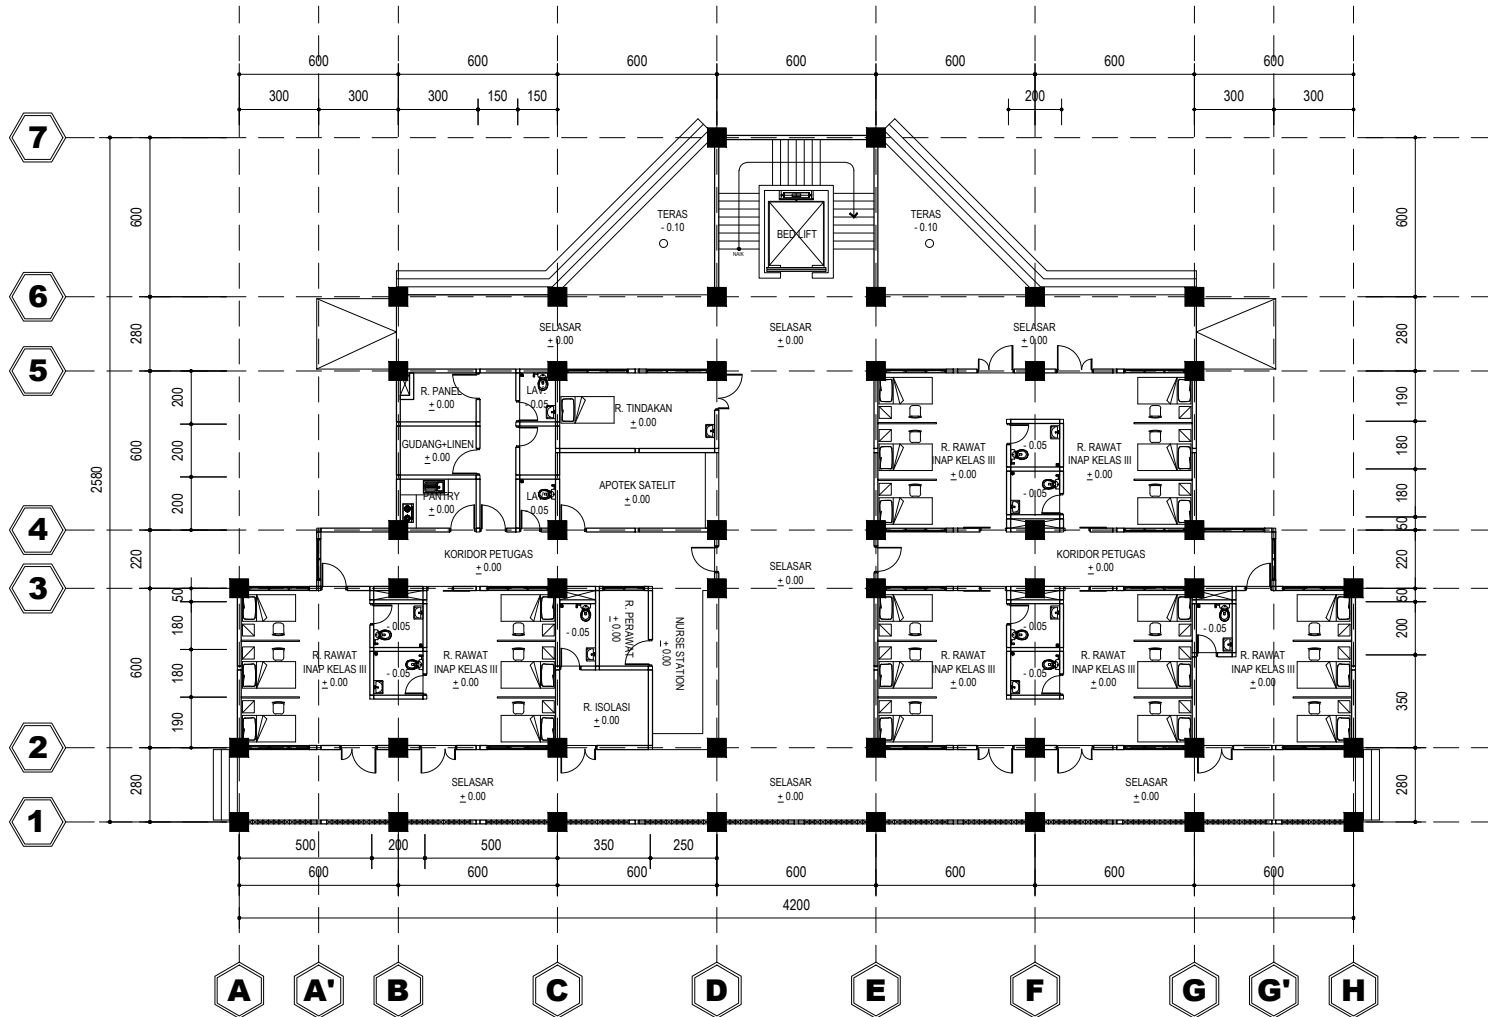 600 600 600 600 600 600 600
300 300 300 150 150 200 300 300
7
600
TERAS
- 0.10
TERAS
- 0.10
600
BED LIFT
NAIK
6
280
SELASAR
+ 0.00
SELASAR
+ 0.00
SELASAR
+ 0.00
280
5
200
R. PANEL
+ 0.00
LAV.
- 0.05
R. TINDAKAN
+ 0.00
190
2580
600
200
GUDANG+LINEN
+ 0.00
R. RAWAT
INAP KELAS III
+ 0.00
- 0.05
R. RAWAT
INAP KELAS III
+ 0.00
180
200
PANTRY
+ 0.00
LAV.
0.05
APOTEK SATELIT
+ 0.00
- 0.05
180
50
4
220
KORIDOR PETUGAS
+ 0.00
SELASAR
+ 0.00
KORIDOR PETUGAS
+ 0.00
220
3
50
180
180
190
600
R. RAWAT
INAP KELAS III
+ 0.00
- 0.05
- 0.05
R. RAWAT
INAP KELAS III
+ 0.00
- 0.05
R. PERAWAT
+ 0.00
NURSE STATION
+ 0.00
R. ISOLASI
+ 0.00
R. RAWAT
INAP KELAS III
+ 0.00
- 0.05
- 0.05
R. RAWAT
INAP KELAS III
+ 0.00
- 0.05
R. RAWAT
INAP KELAS III
+ 0.00
50
200
350
2
280
SELASAR
+ 0.00
SELASAR
+ 0.00
SELASAR
+ 0.00
280
1
500 200 500 350 250
600 600 600 600 600 600 600
4200
A A' B C D E F G G' H